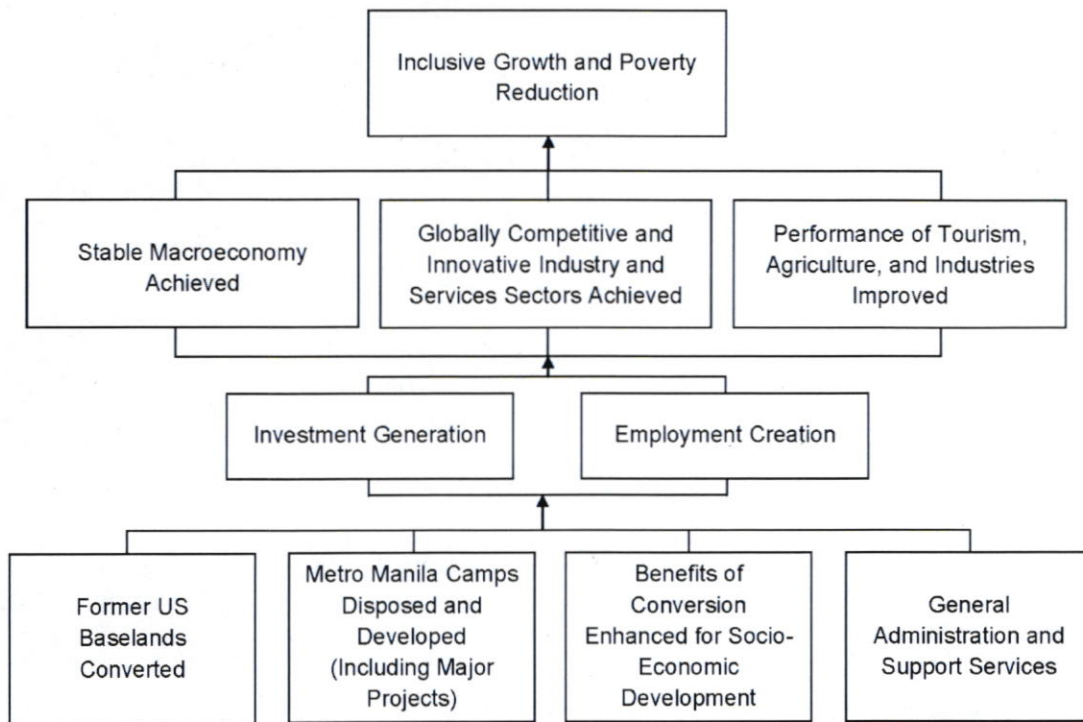 Inclusive Growth and Poverty
Reduction
Stable Macroeconomy
Achieved
Globally Competitive and
Innovative Industry and
Services Sectors Achieved
Performance of Tourism,
Agriculture, and Industries
Improved
Investment Generation
Employment Creation
Former US
Baselands
Converted
Metro Manila Camps
Disposed and
Developed
(Including Major
Projects)
Benefits of
Conversion
Enhanced for Socio-
Economic
Development
General
Administration and
Support Services